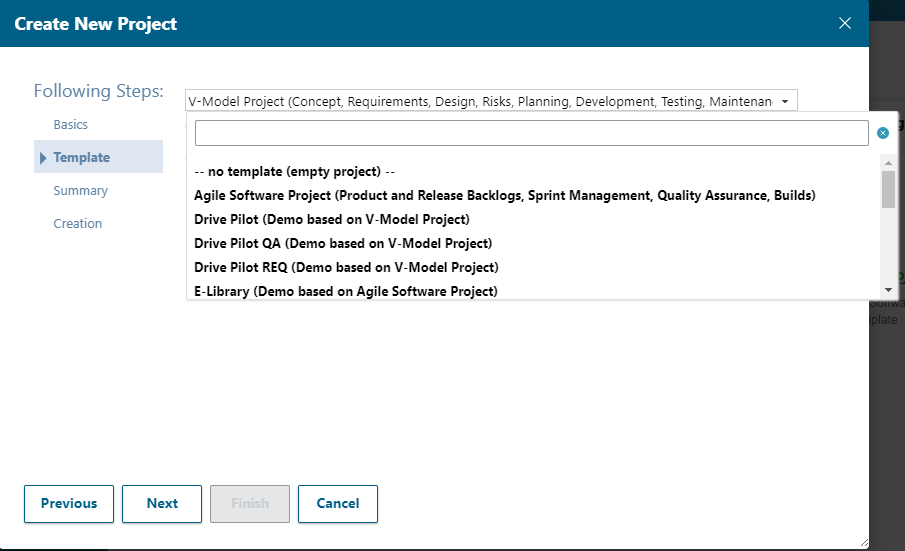 Create New Project
Following Steps:
Basics
Template
Summary
Creation
V-Model Project (Concept, Requirements, Design, Risks, Planning, Development, Testing, Maintenan
-- no template (empty project) --
Agile Software Project (Product and Release Backlogs, Sprint Management, Quality Assurance, Builds)
Drive Pilot (Demo based on V-Model Project)
Drive Pilot QA (Demo based on V-Model Project)
Drive Pilot REQ (Demo based on V-Model Project)
E-Library (Demo based on Agile Software Project)
Previous
Next
Finish
Cancel